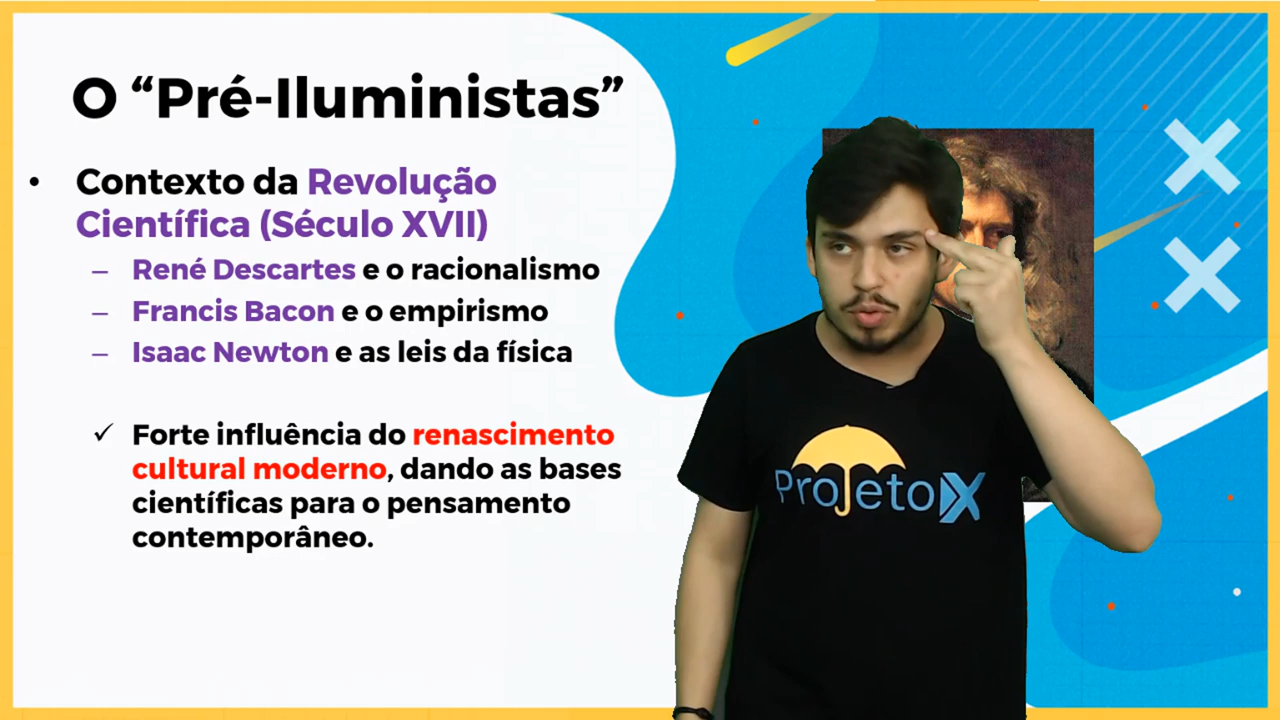 O “Pré-Iluministas”
• Contexto da Revolução
Científica (Século XVII)
– René Descartes e o racionalismo
– Francis Bacon e o empirismo
– Isaac Newton e as leis da física
✓ Forte influência do renascimento
cultural moderno, dando as bases
científicas para o pensamento
contemporâneo.
ProJeto X